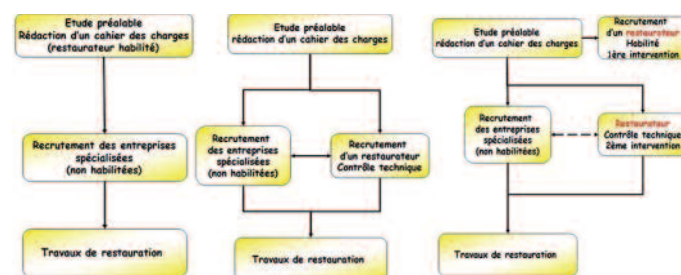 Etude préalable
Rédaction d'un cahier des charges
(restaurateur habilité)
Recrutement des entreprises
spécialisées
(non habilitées)
Travaux de restauration
Etude préalable
rédaction d'un cahier des charges
Recrutement
des entreprises
spécialisées
(non habilitées)
Recrutement
d'un restaurateur
Contrôle technique
Travaux de restauration
Etude préalable
rédaction d'un cahier des charges
Recrutement
d'un restaurateur
Habilité
1ère intervention
Recrutement
des entreprises
spécialisées
(non habilitées)
Restaurateur
Contrôle technique
2ème intervention
Travaux de restauration